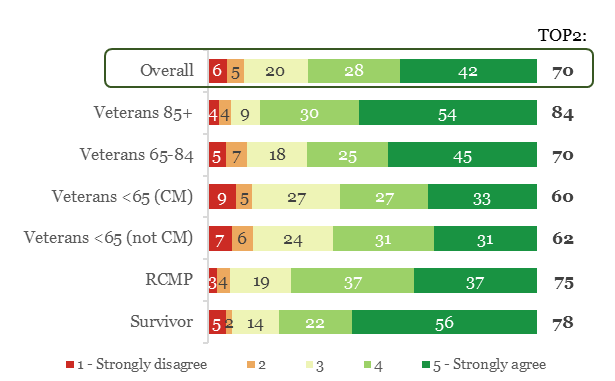 TOP2:
Overall 6 5 20 28 42 70
Veterans 85+ 4 4 9 30 54 84
Veterans 65-84 5 7 18 25 45 70
Veterans <65 (CM) 9 5 27 27 33 60
Veterans <65 (not CM) 7 6 24 31 31 62
RCMP 3 4 19 37 37 75
Survivor 5 2 14 22 56 78
1 - Strongly disagree 2 3 4 5 - Strongly agree